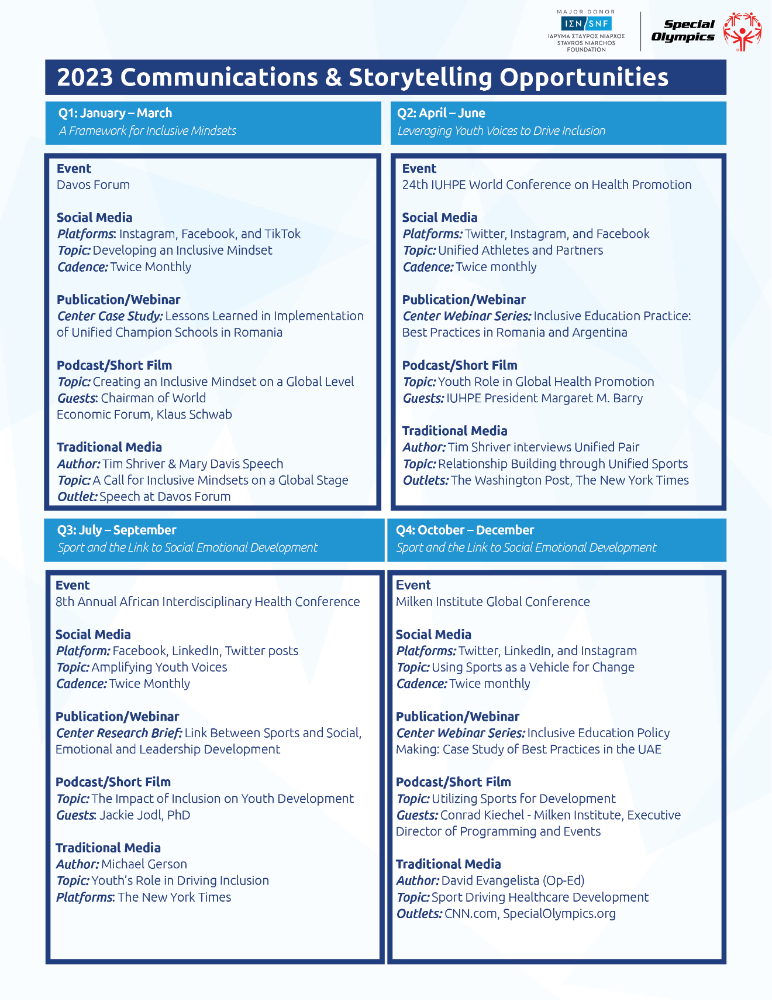 MAJOR DONOR
ΙΣΝ/SNF
ΙΔΡΥΜΑ ΣΤΑΥΡΟΣ ΝΙΑΡΧΟΣ
STAVROS NIARCHOS
FOUNDATION
Special
Olympics
2023 Communications & Storytelling Opportunities
Q1: January – March
A Framework for Inclusive Mindsets
Event
Davos Forum
Social Media
Platforms: Instagram, Facebook, and TikTok
Topic: Developing an Inclusive Mindset
Cadence: Twice Monthly
Publication/Webinar
Center Case Study: Lessons Learned in Implementation
of Unified Champion Schools in Romania
Podcast/Short Film
Topic: Creating an Inclusive Mindset on a Global Level
Guests: Chairman of World
Economic Forum, Klaus Schwab
Traditional Media
Author: Tim Shriver & Mary Davis Speech
Topic: A Call for Inclusive Mindsets on a Global Stage
Outlet: Speech at Davos Forum
Q2: April – June
Leveraging Youth Voices to Drive Inclusion
Event
24th IUHPE World Conference on Health Promotion
Social Media
Platforms: Twitter, Instagram, and Facebook
Topic: Unified Athletes and Partners
Cadence: Twice monthly
Publication/Webinar
Center Webinar Series: Inclusive Education Practice:
Best Practices in Romania and Argentina
Podcast/Short Film
Topic: Youth Role in Global Health Promotion
Guests: IUHPE President Margaret M. Barry
Traditional Media
Author: Tim Shriver interviews Unified Pair
Topic: Relationship Building through Unified Sports
Outlets: The Washington Post, The New York Times
Q3: July – September
Sport and the Link to Social Emotional Development
Event
8th Annual African Interdisciplinary Health Conference
Social Media
Platform: Facebook, LinkedIn, Twitter posts
Topic: Amplifying Youth Voices
Cadence: Twice Monthly
Publication/Webinar
Center Research Brief: Link Between Sports and Social,
Emotional and Leadership Development
Podcast/Short Film
Topic: The Impact of Inclusion on Youth Development
Guests: Jackie Jodl, PhD
Traditional Media
Author: Michael Gerson
Topic: Youth's Role in Driving Inclusion
Platforms: The New York Times
Q4: October – December
Sport and the Link to Social Emotional Development
Event
Milken Institute Global Conference
Social Media
Platforms: Twitter, LinkedIn, and Instagram
Topic: Using Sports as a Vehicle for Change
Cadence: Twice monthly
Publication/Webinar
Center Webinar Series: Inclusive Education Policy
Making: Case Study of Best Practices in the UAE
Podcast/Short Film
Topic: Utilizing Sports for Development
Guests: Conrad Kiechel - Milken Institute, Executive
Director of Programming and Events
Traditional Media
Author: David Evangelista (Op-Ed)
Topic: Sport Driving Healthcare Development
Outlets: CNN.com, SpecialOlympics.org